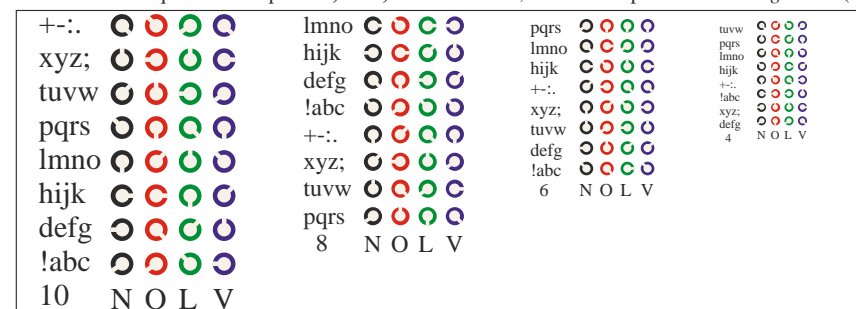 +-:.
xyz;
tuvw
pqrs
lmno
hijk
defg
!abc
10 N O L V
lmno
hijk
defg
!abc
+-:.
xyz;
tuvw
pqrs
8 N O L V
pqrs
lmno
hijk
+-:.
xyz;
tuvw
defg
!abc
6 N O L V
tuvw
pqrs
lmno
hijk
+-:.
!abc
xyz;
defg
4 N O L V